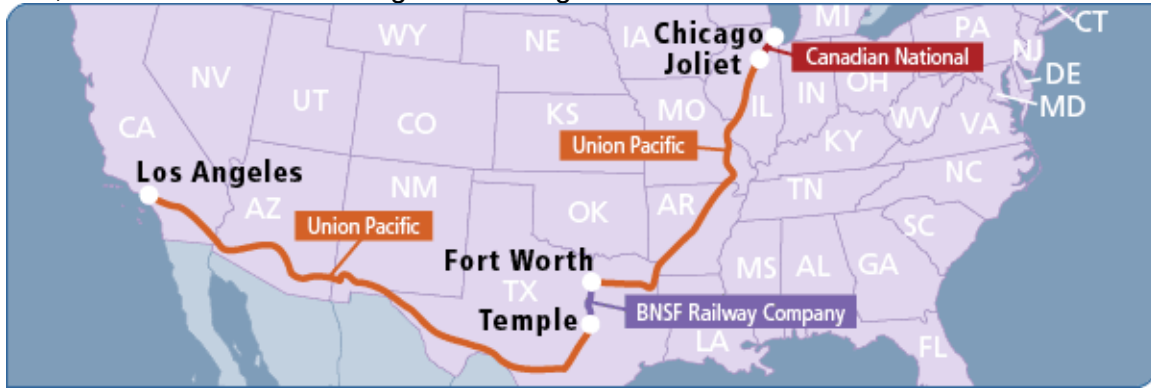 WY
NE
IA
Chicago
MI
PA
CT
NV
Joliet
Canadian National
NJ
UT
CO
KS
MO
IL
IN
OH
DE
MD
CA
Union Pacific
KY
WV
VA
Los Angeles
NM
TN
NC
AZ
OK
AR
SC
Union Pacific
Fort Worth
MS
AL
GA
TX
BNSF Railway Company
Temple
LA
FL